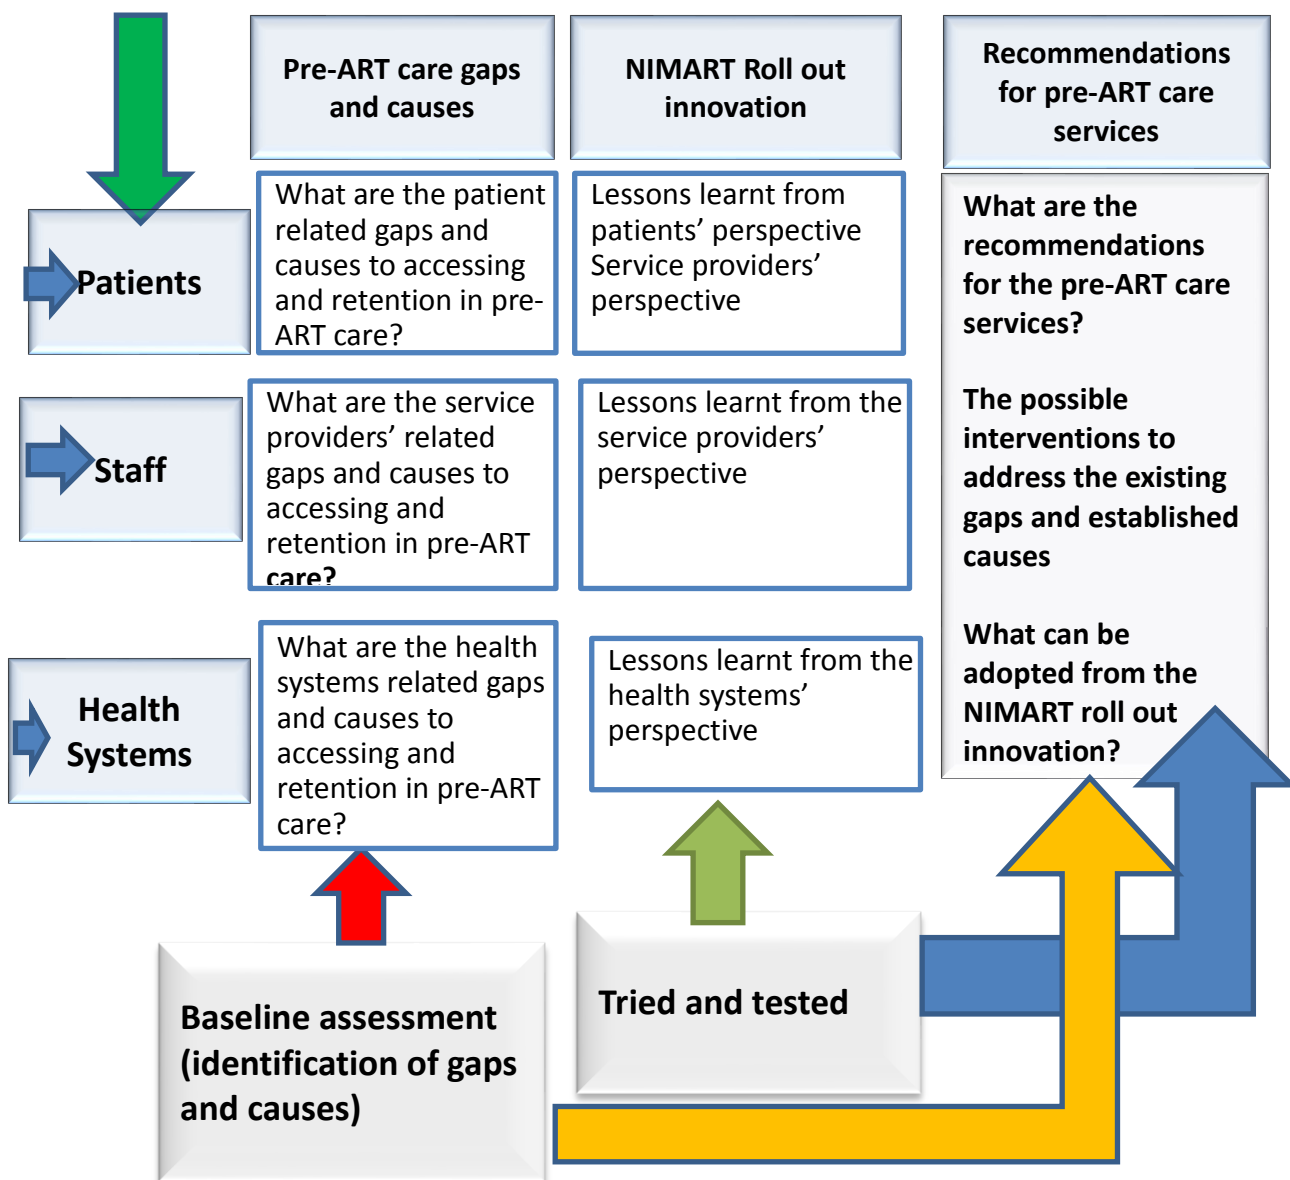 Pre-ART care gaps
and causes
NIMART Roll out
innovation
Recommendations
for pre-ART care
services
Patients
What are the patient
related gaps and
causes to accessing
and retention in pre-
ART care?
Lessons learnt from
patients’ perspective
Service providers’
perspective
What are the
recommendations
for the pre-ART care
services?
The possible
interventions to
address the existing
gaps and established
causes
What can be
adopted from the
NIMART roll out
innovation?
Staff
What are the service
providers’ related
gaps and causes to
accessing and
retention in pre-ART
care?
Lessons learnt from the
service providers’
perspective
Health
Systems
What are the health
systems related gaps
and causes to
accessing and
retention in pre-ART
care?
Lessons learnt from the
health systems’
perspective
Baseline assessment
(identification of gaps
and causes)
Tried and tested